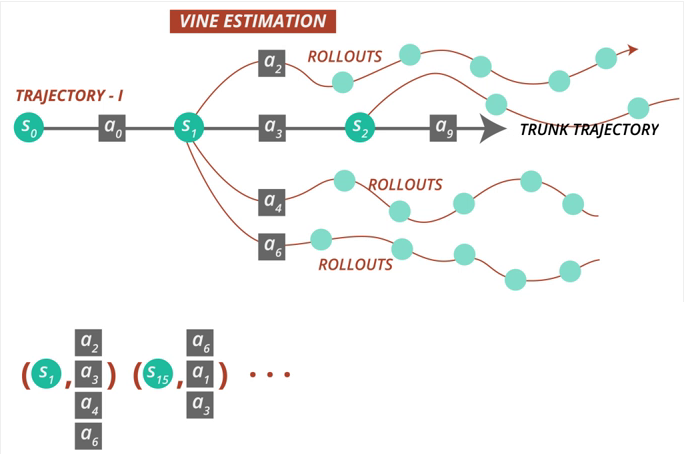 VINE ESTIMATION
ROLLOUTS
a2
TRAJECTORY - I
S0 a0 S1 a3 S2 a9 TRUNK TRAJECTORY
a4 ROLLOUTS
a6 ROLLOUTS
a2 a6
( S1 , a3 ) ( S15 , a1 ) . . .
a4 a3
a6